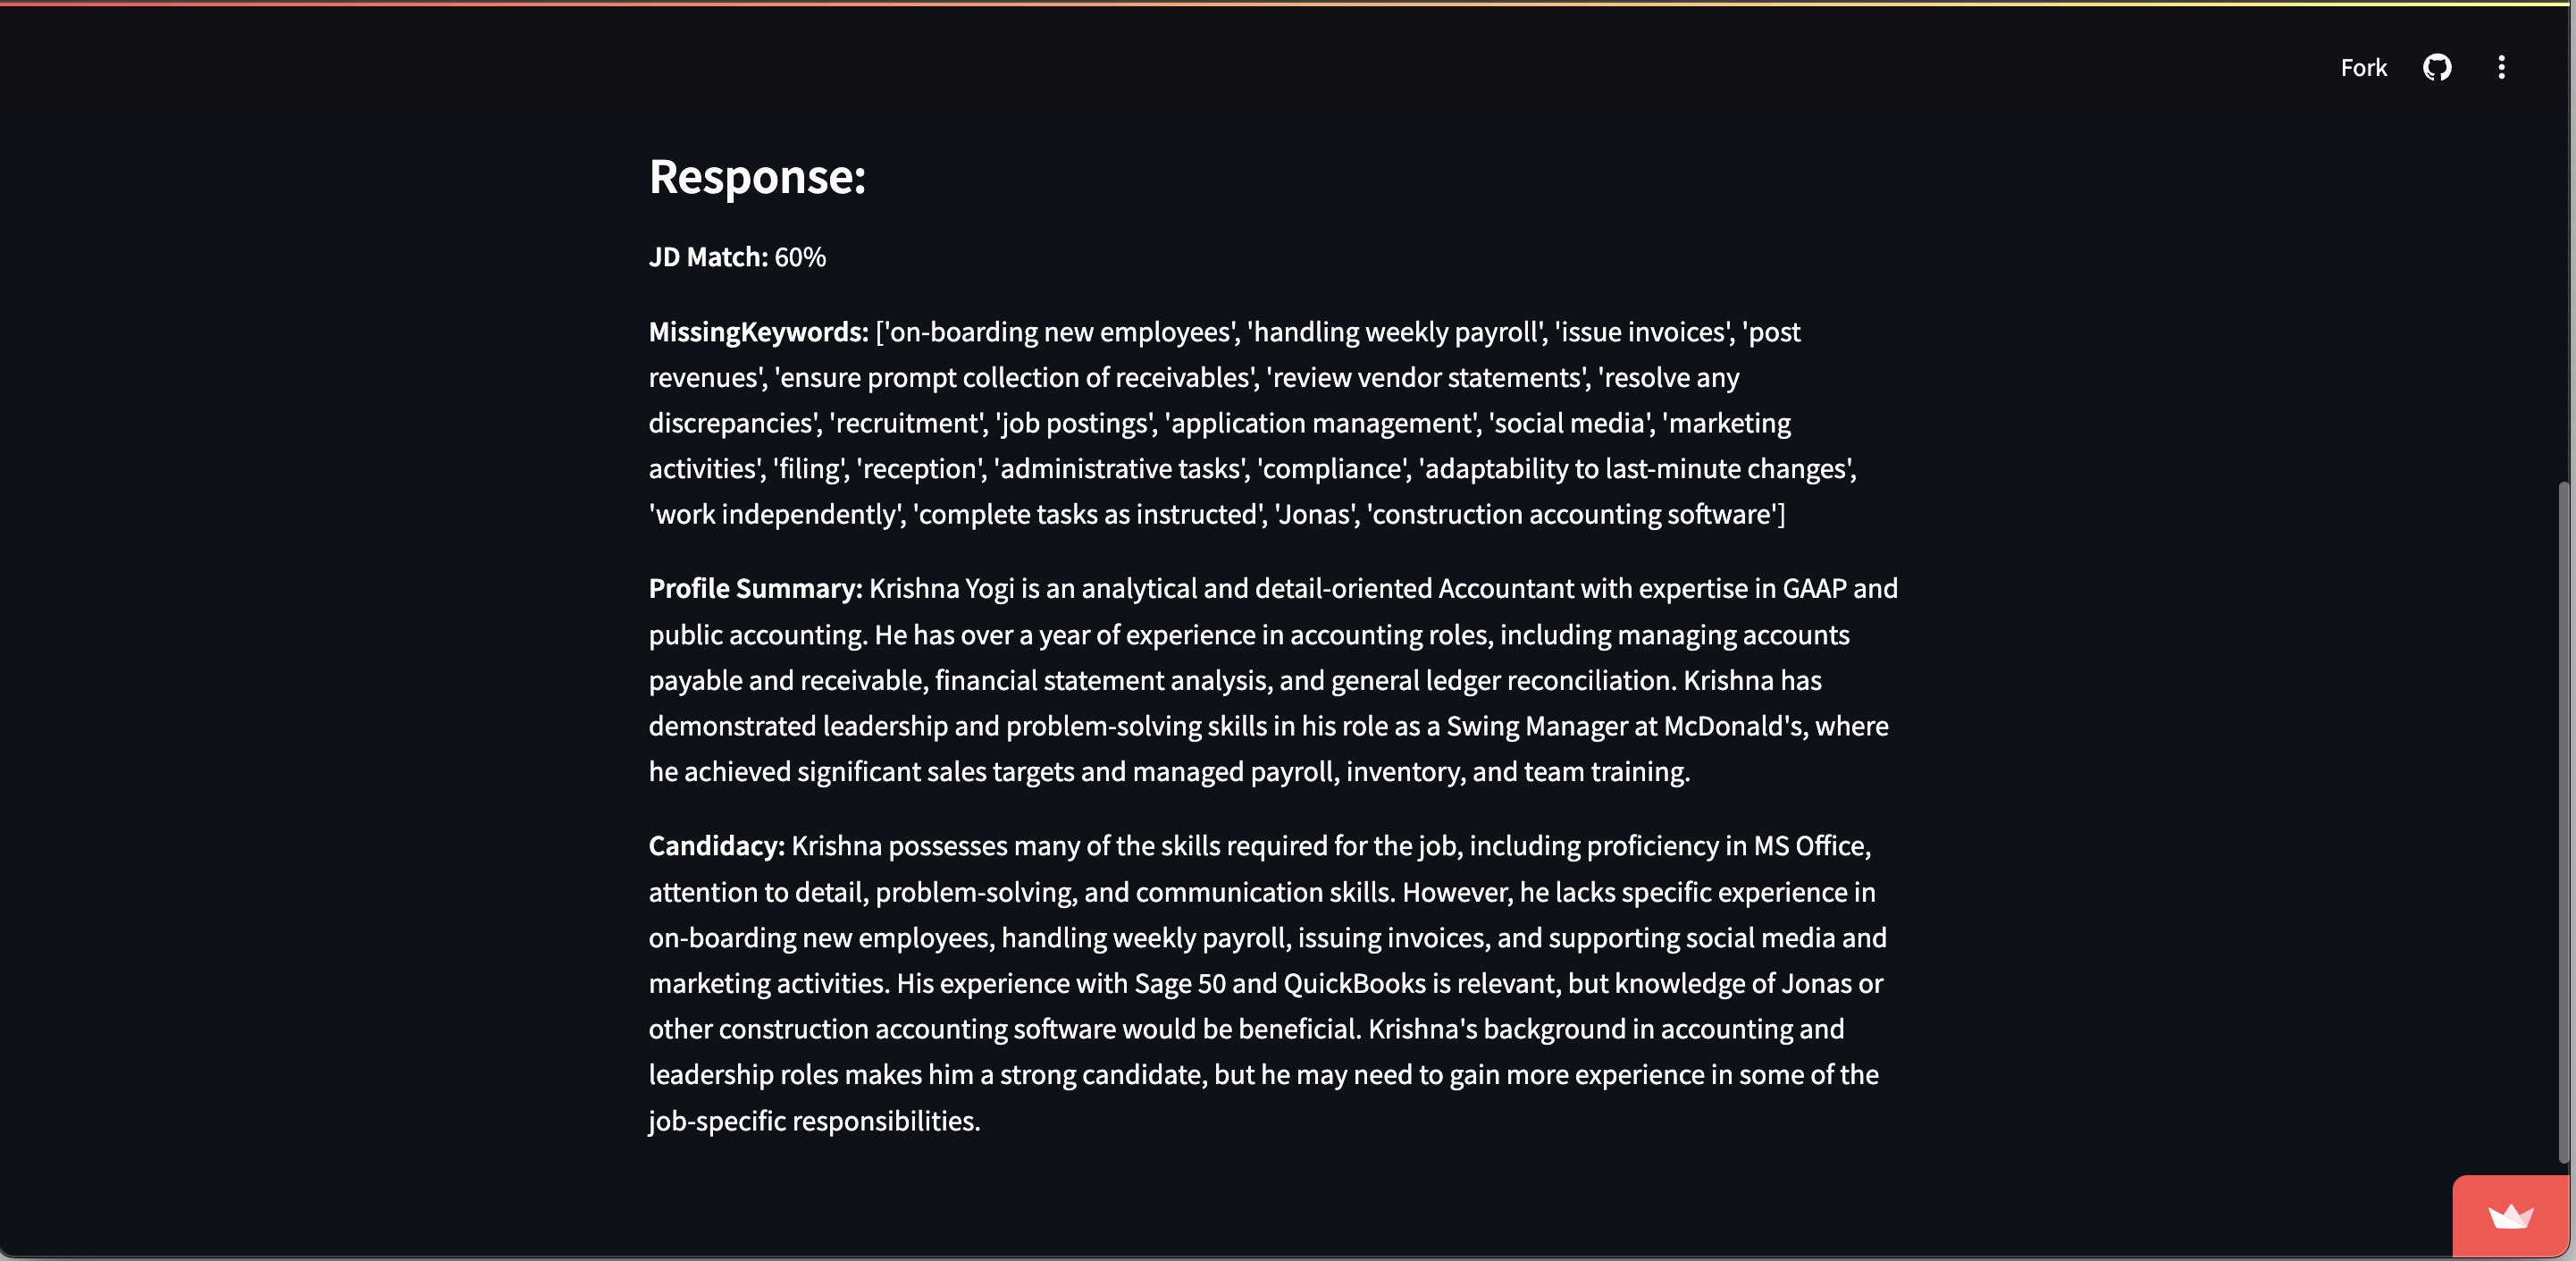 Fork
Response:
JD Match: 60%
MissingKeywords: ['on-boarding new employees', 'handling weekly payroll', 'issue invoices', 'post
revenues', 'ensure prompt collection of receivables', 'review vendor statements', 'resolve any
discrepancies', 'recruitment', 'job postings', 'application management', 'social media', 'marketing
activities', 'filing', 'reception', 'administrative tasks', 'compliance', 'adaptability to last-minute changes',
'work independently', 'complete tasks as instructed', 'Jonas', 'construction accounting software']
Profile Summary: Krishna Yogi is an analytical and detail-oriented Accountant with expertise in GAAP and
public accounting. He has over a year of experience in accounting roles, including managing accounts
payable and receivable, financial statement analysis, and general ledger reconciliation. Krishna has
demonstrated leadership and problem-solving skills in his role as a Swing Manager at McDonald's, where
he achieved significant sales targets and managed payroll, inventory, and team training.
Candidacy: Krishna possesses many of the skills required for the job, including proficiency in MS Office,
attention to detail, problem-solving, and communication skills. However, he lacks specific experience in
on-boarding new employees, handling weekly payroll, issuing invoices, and supporting social media and
marketing activities. His experience with Sage 50 and QuickBooks is relevant, but knowledge of Jonas or
other construction accounting software would be beneficial. Krishna's background in accounting and
leadership roles makes him a strong candidate, but he may need to gain more experience in some of the
job-specific responsibilities.